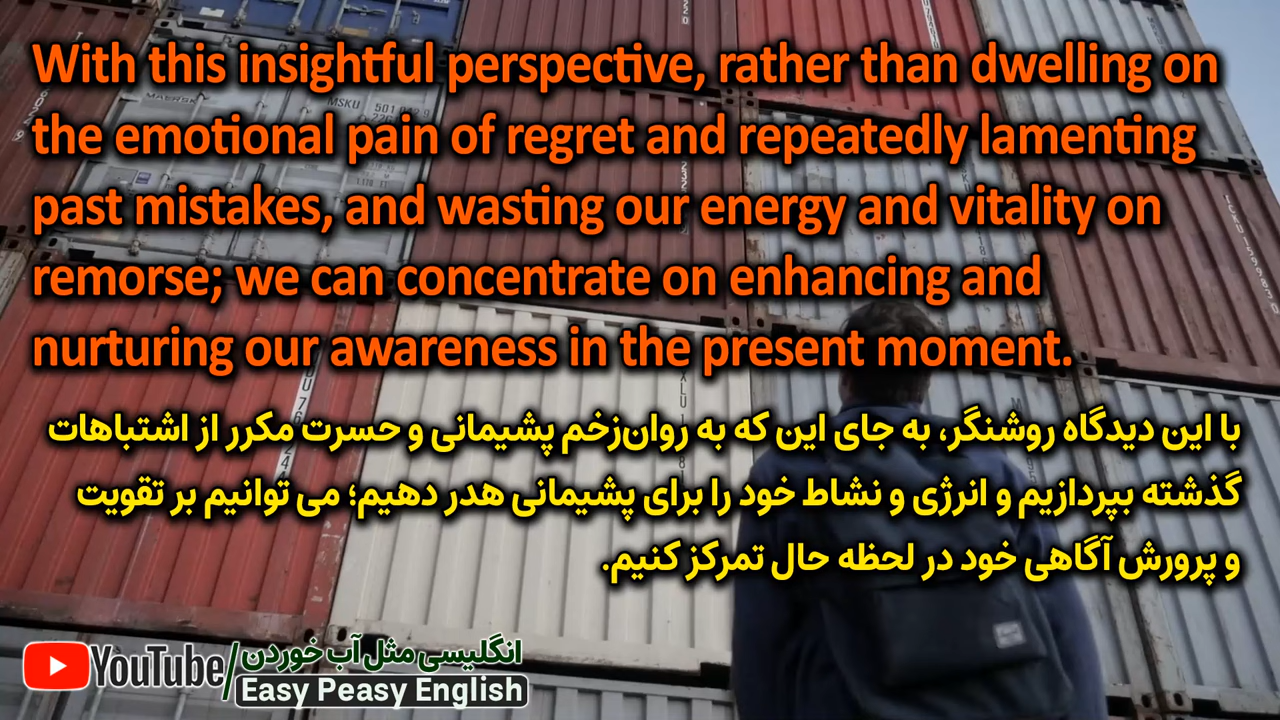 With this insightful perspective, rather than dwelling on
the emotional pain of regret and repeatedly lamenting
past mistakes, and wasting our energy and vitality on
remorse; we can concentrate on enhancing and
nurturing our awareness in the present moment.
با این دیدگاه روشنگر، به جای این که به روان‌زخم پشیمانی و حسرت مکرر از اشتباهات
گذشته بپردازیم و انرژی و نشاط خود را برای پشیمانی هدر دهیم؛ می توانیم بر تقویت
و پرورش آگاهی خود در لحظه حال تمرکز کنیم.
YouTube/
انگلیسی مثل آب خوردن
Easy Peasy English
MAERSK
MSKU